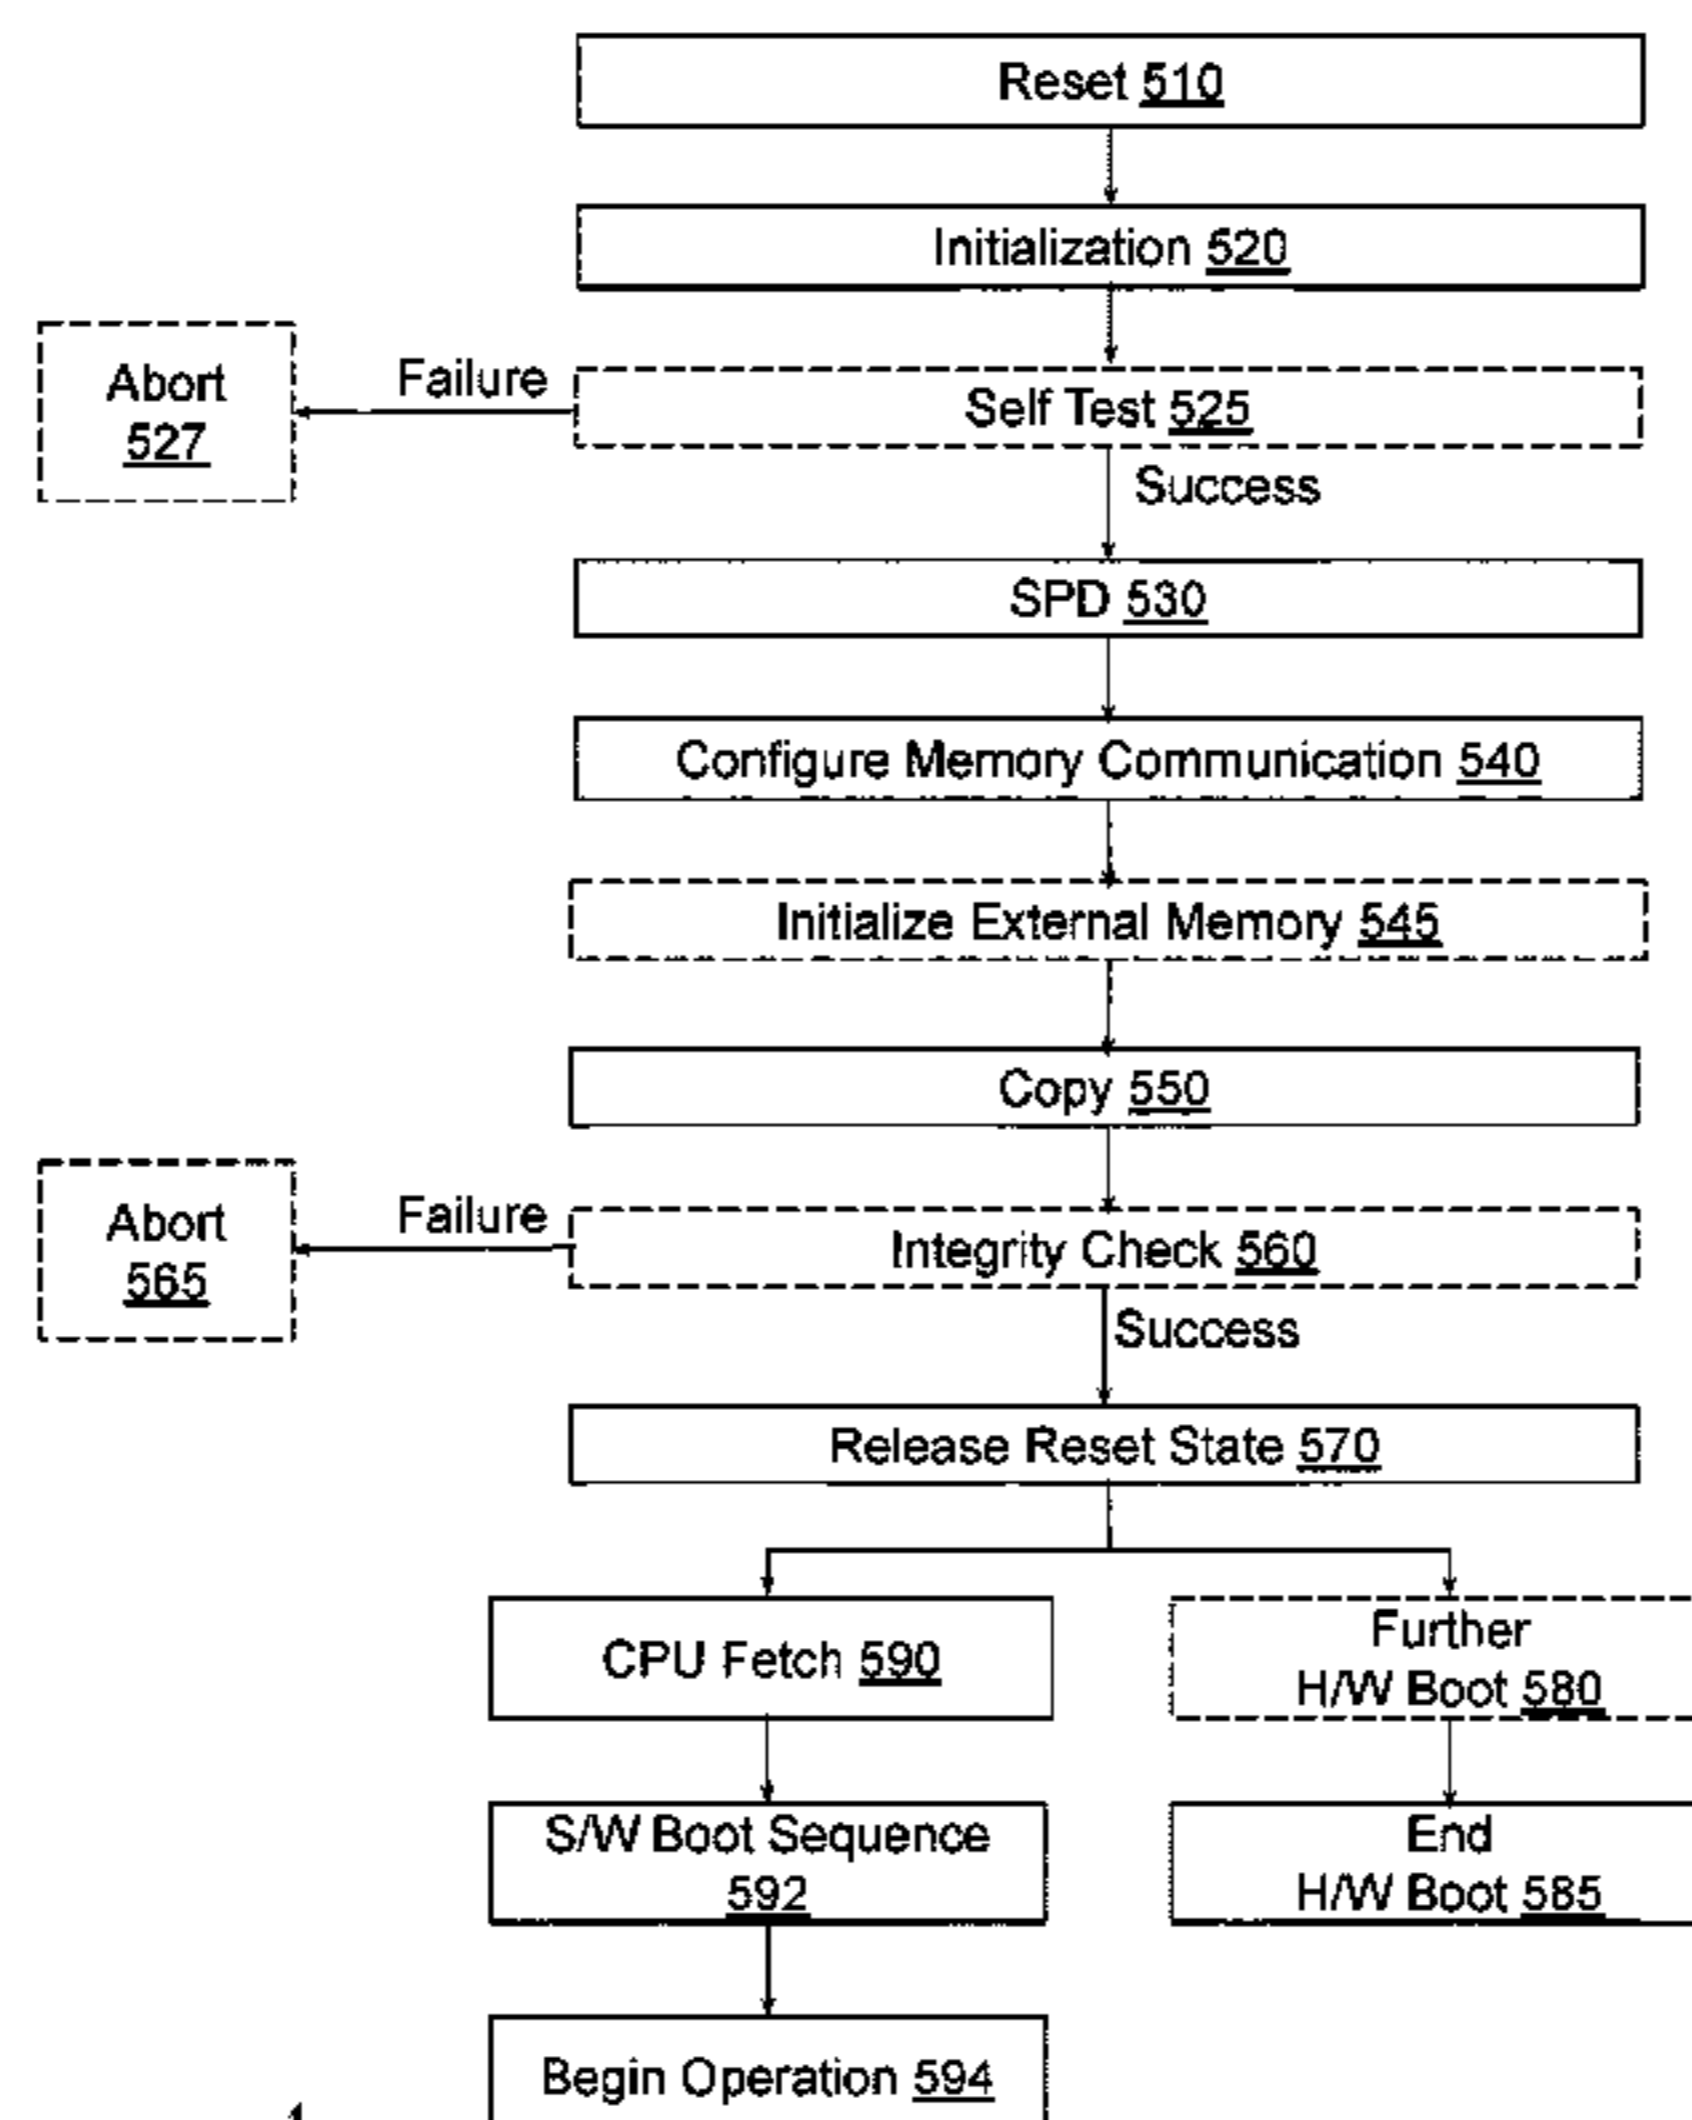 Reset 510
Initialization 520
Abort
527
Failure
Self Test 525
Success
SPD 530
Configure Memory Communication 540
Initialize External Memory 545
Copy 550
Abort
565
Failure
Integrity Check 560
Success
Release Reset State 570
CPU Fetch 590
Further
H/W Boot 580
S/W Boot Sequence
592
End
H/W Boot 585
Begin Operation 594